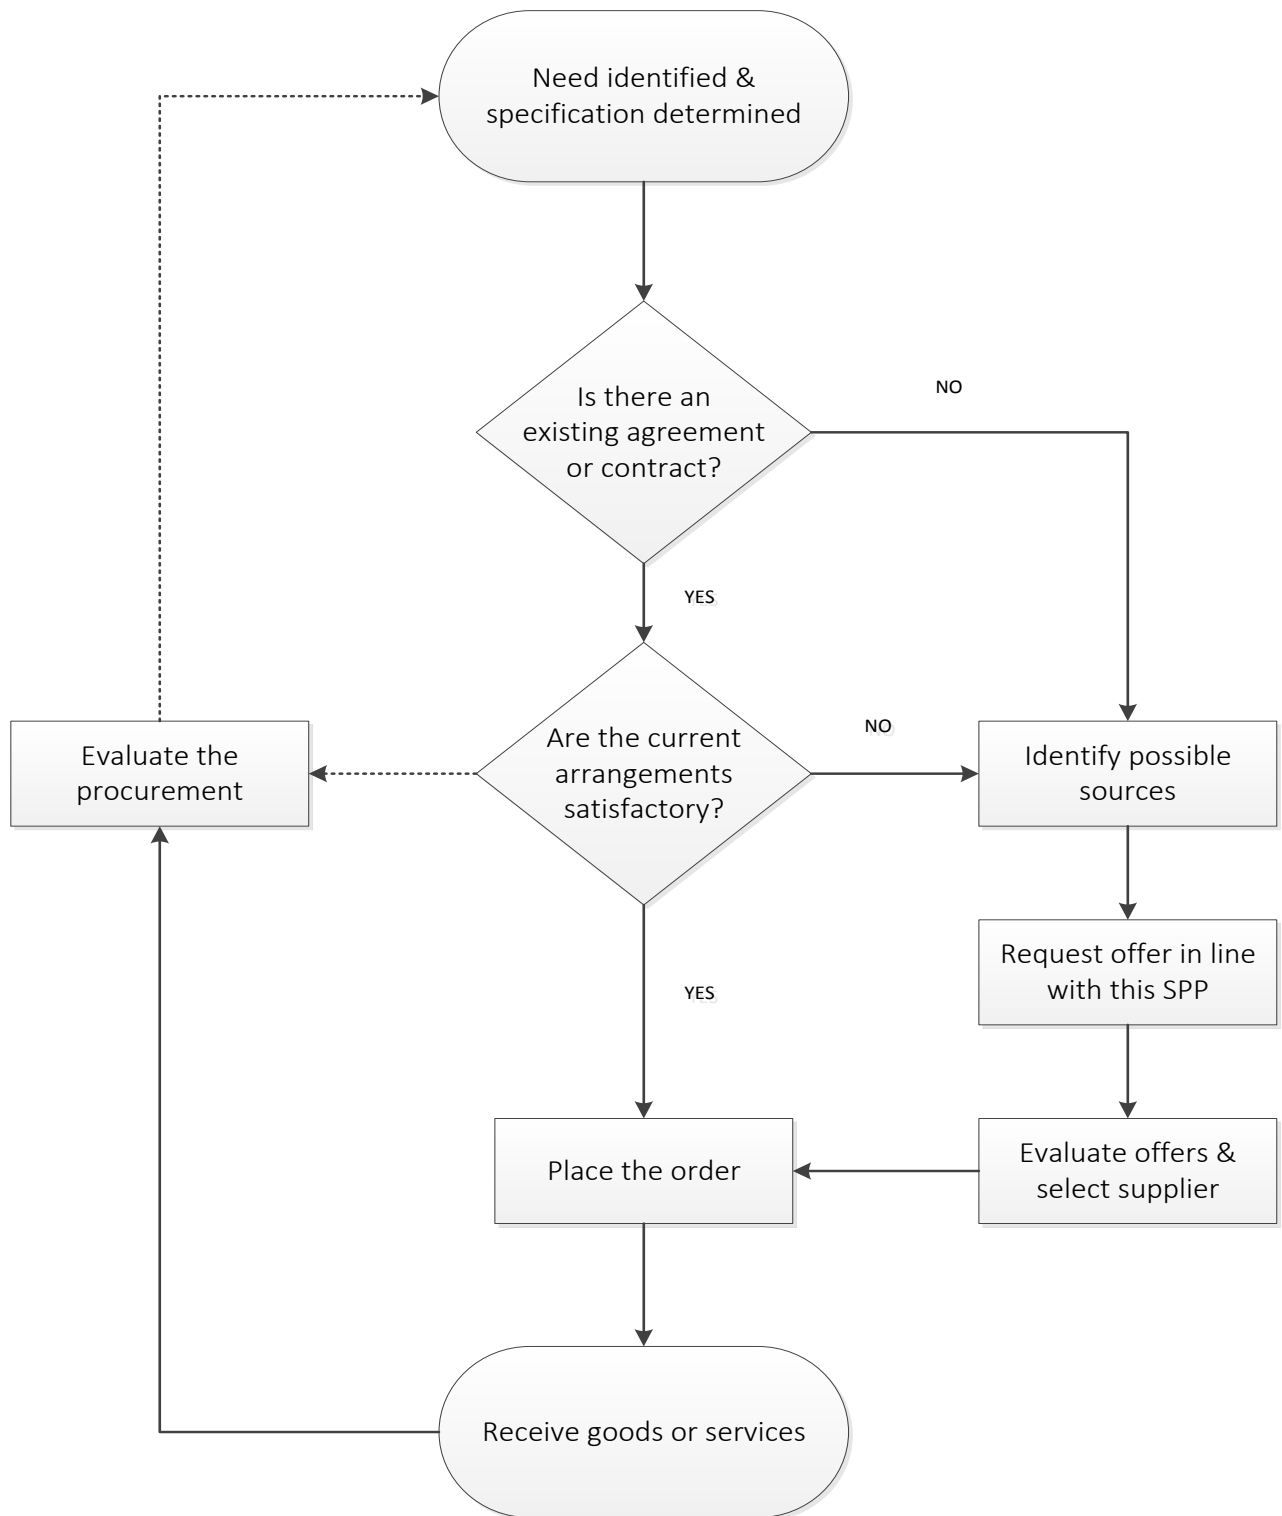 Need identified &
specification determined
Is there an
existing agreement
or contract?
NO
YES
Are the current
arrangements
satisfactory?
NO
Evaluate the
procurement
Identify possible
sources
Request offer in line
with this SPP
YES
Place the order
Evaluate offers &
select supplier
Receive goods or services